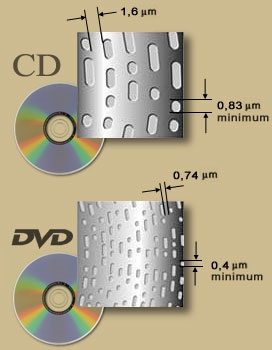 1,6 µm
CD
0,83 µm
minimum
0,74 µm
DVD
0,4 µm
minimum